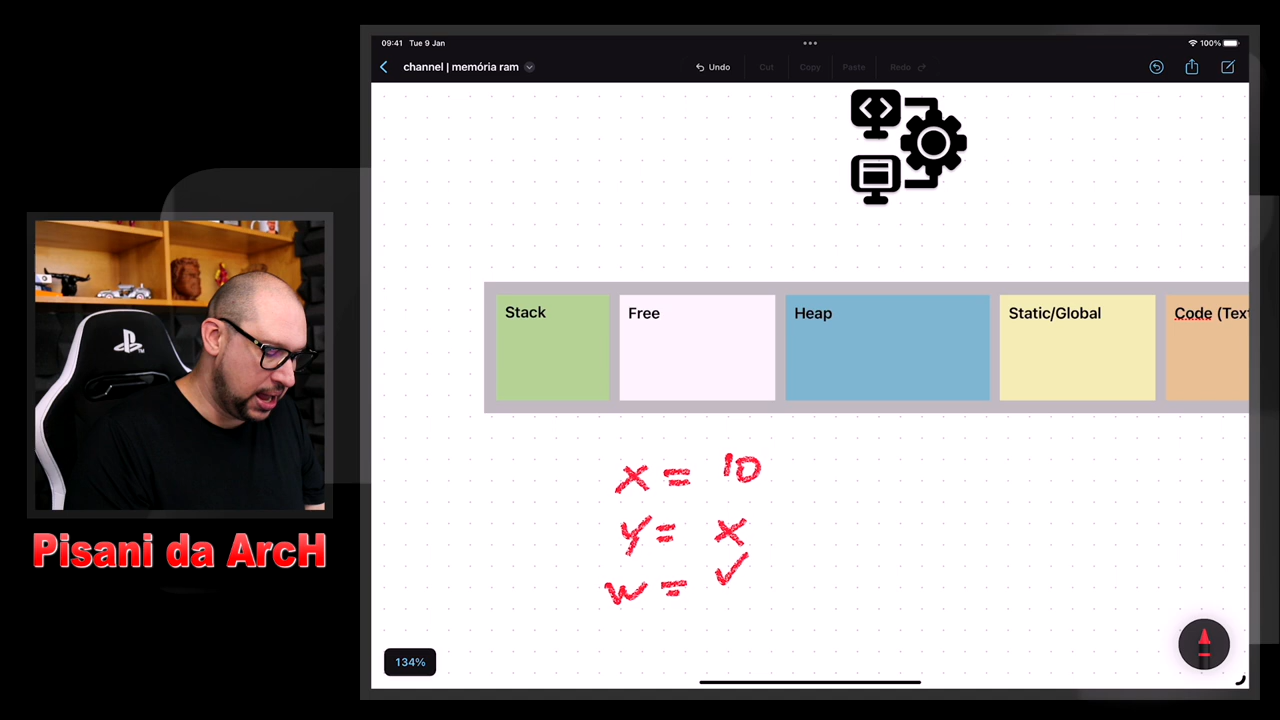 09:41 Tue 9 Jan
100%
channel | memória ram
Undo Cut Copy Paste Redo
Stack Free Heap Static/Global Code (Text
x = 10
y = x
w =
134%
Pisani da ArcH